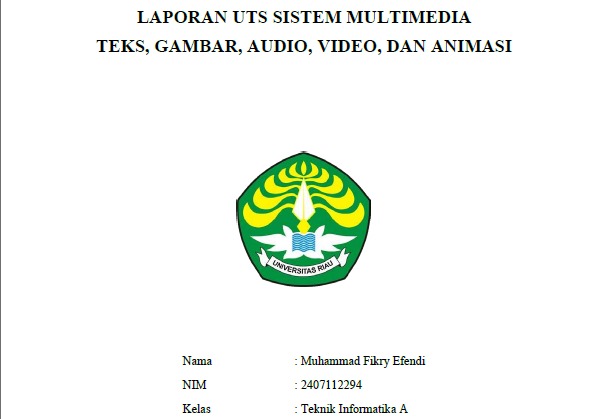 LAPORAN UTS SISTEM MULTIMEDIA
TEKS, GAMBAR, AUDIO, VIDEO, DAN ANIMASI
UNIVERSITAS RIAU
Nama : Muhammad Fikry Efendi
NIM : 2407112294
Kelas : Teknik Informatika A